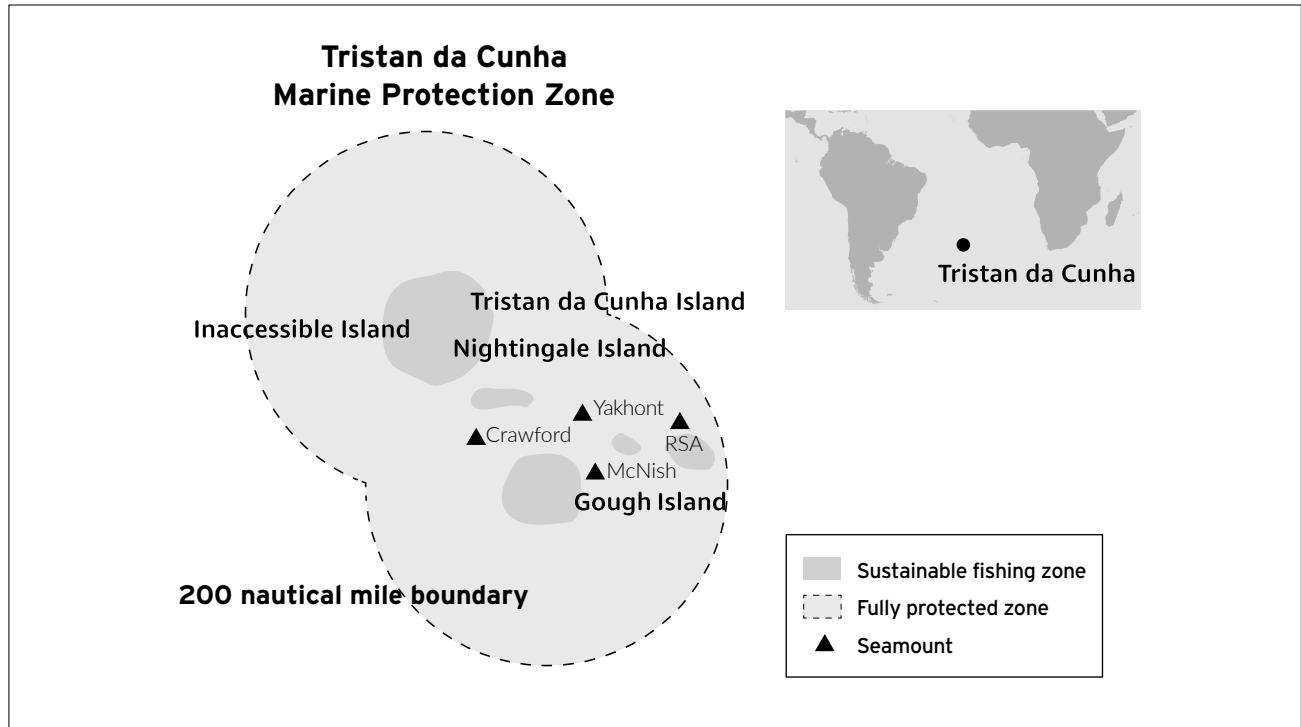 Tristan da Cunha
Marine Protection Zone
Tristan da Cunha
Tristan da Cunha Island
Inaccessible Island
Nightingale Island
Yakhont
Crawford
RSA
McNish
Gough Island
200 nautical mile boundary
Sustainable fishing zone
Fully protected zone
Seamount